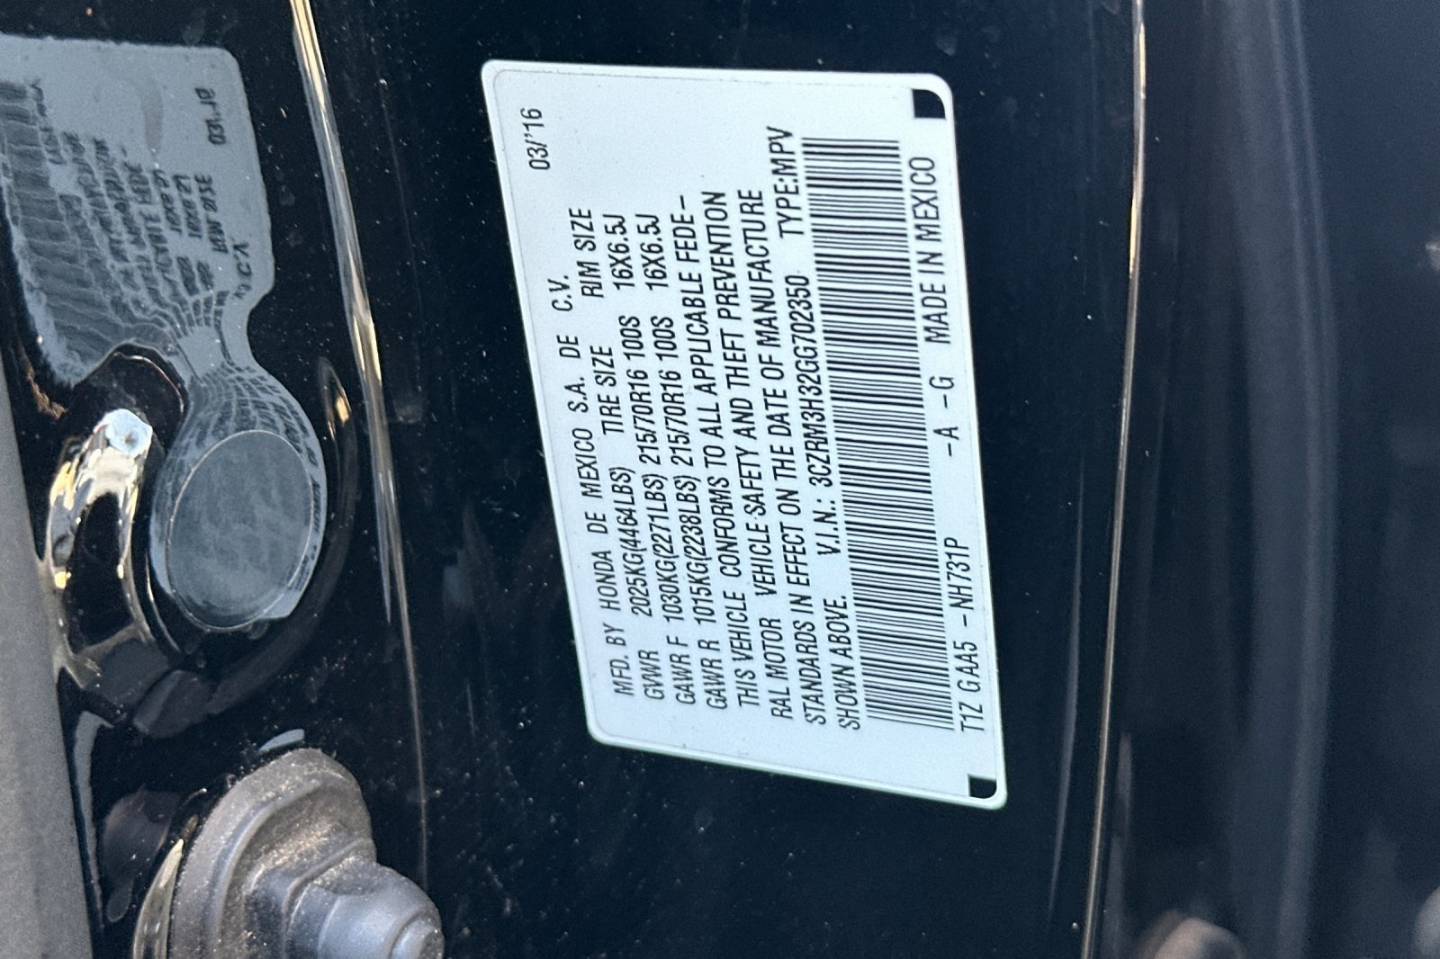 03/'16
MFD. BY HONDA DE MEXICO S.A. DE C.V.
GVWR 2025KG(4464LBS) TIRE SIZE RIM SIZE
GAWR F 1030KG(2271LBS) 215/70R16 100S 16X6.5J
GAWR R 1015KG(2238LBS) 215/70R16 100S 16X6.5J
THIS VEHICLE CONFORMS TO ALL APPLICABLE FEDE-
RAL MOTOR VEHICLE SAFETY AND THEFT PREVENTION
STANDARDS IN EFFECT ON THE DATE OF MANUFACTURE
SHOWN ABOVE. V.I.N.: 3CZRM3H32GG702350 TYPE:MPV
T1Z GAA5 -NH731P -A -G MADE IN MEXICO